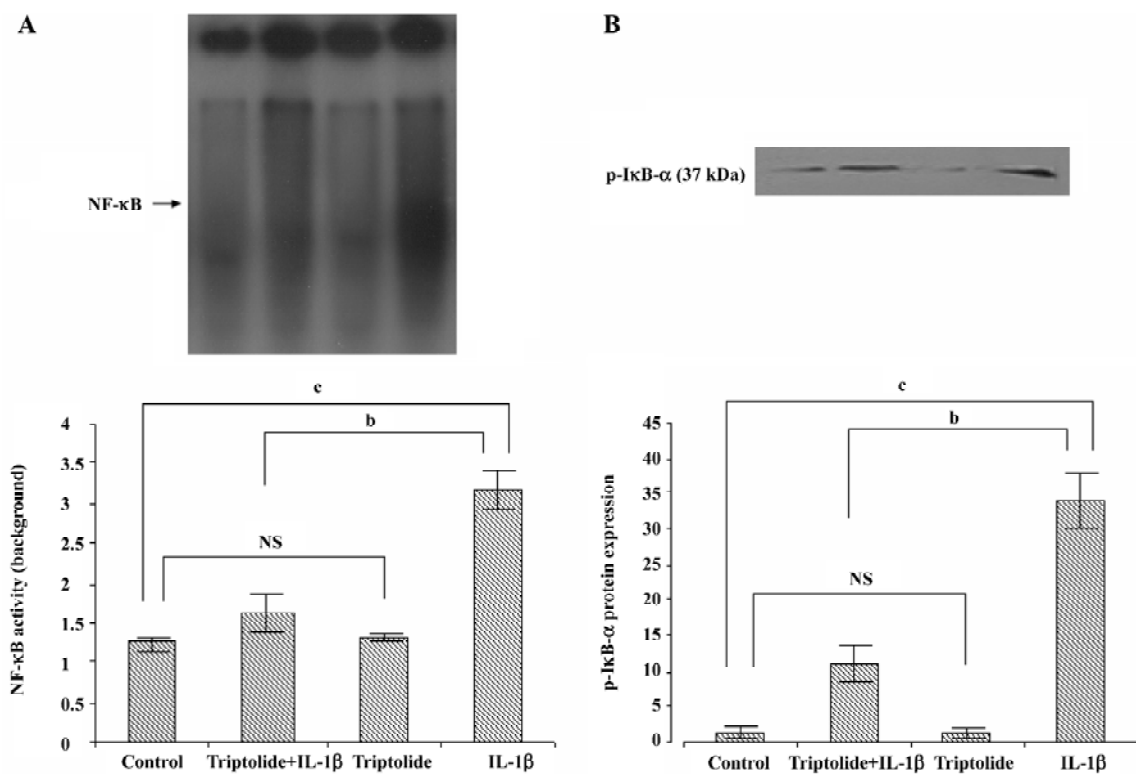 A
NF-κB
c
b
NS
4
3.5
3
2.5
2
1.5
1
0.5
0
NF-κB activity (background)
Control Triptolide+IL-1β Triptolide IL-1β
B
p-IκB-α (37 kDa)
c
b
NS
45
40
35
30
25
20
15
10
5
0
p-IκB-α protein expression
Control Triptolide+IL-1β Triptolide IL-1β